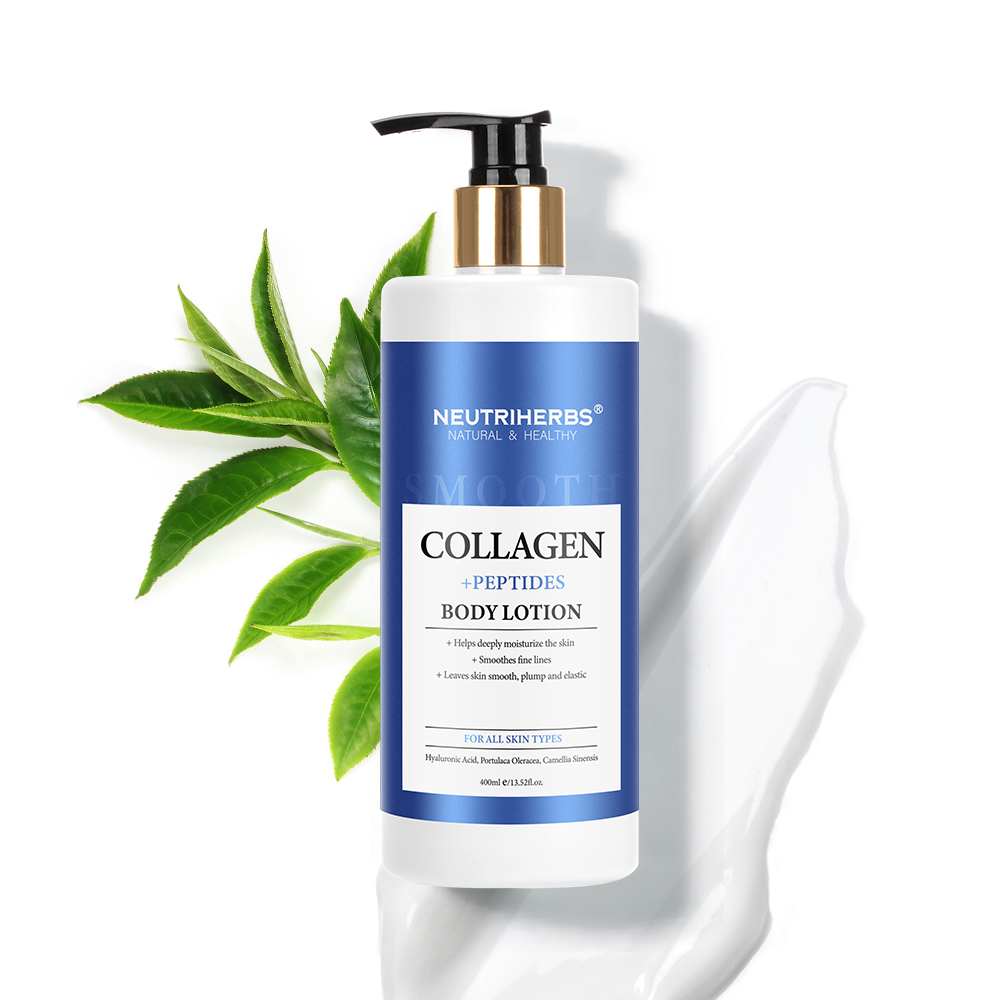 NEUTRIHERBS®
NATURAL & HEALTHY
SMOOTH
COLLAGEN
+PEPTIDES
BODY LOTION
+ Helps deeply moisturize the skin
+ Smoothes fine lines
+ Leaves skin smooth, plump and elastic
FOR ALL SKIN TYPES
Hyaluronic Acid, Portulaca Oleracea, Camellia Sinensis
400ml ℮/13.52fl.oz.